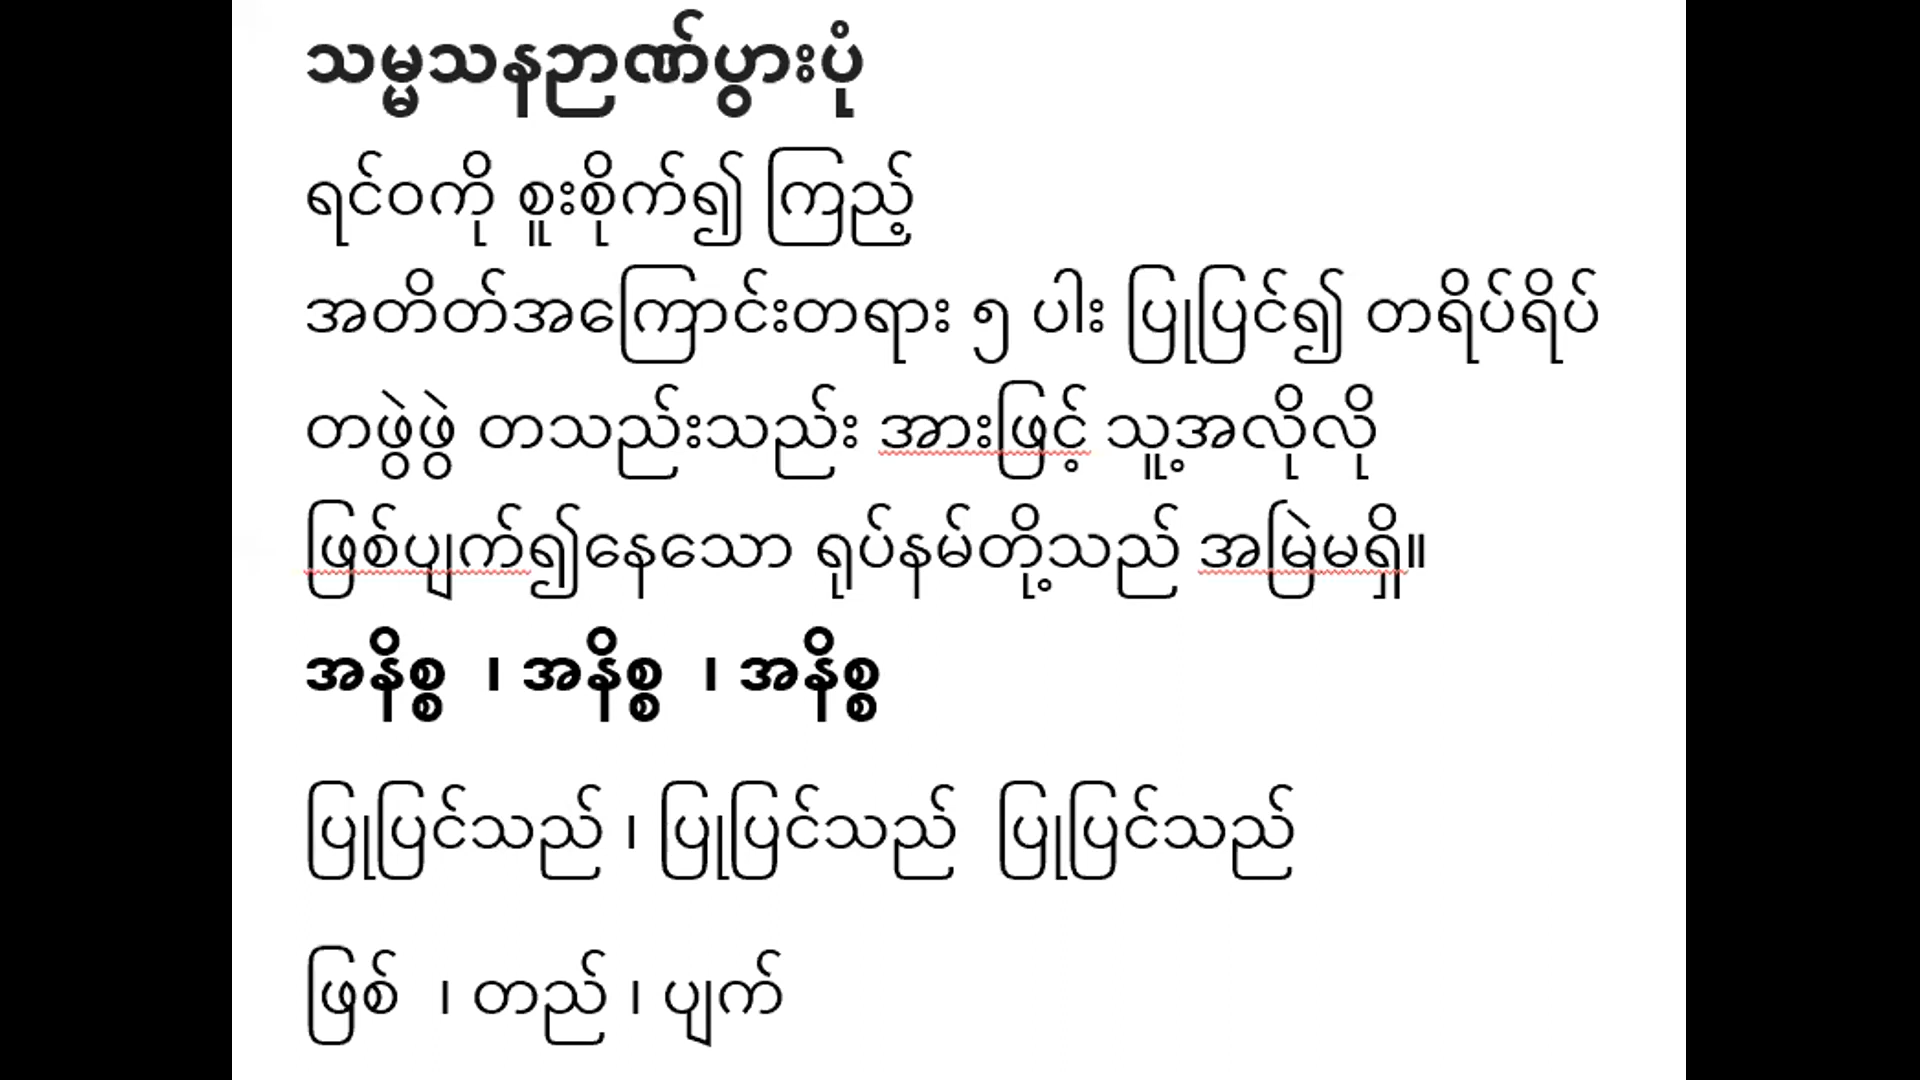 သမ္မသနဉာဏ်ပွားပုံ
ရင်ဝကို စူးစိုက်၍ ကြည့်
အတိတ်အကြောင်းတရား ၅ ပါး ပြုပြင်၍ တရိပ်ရိပ်
တဖွဲဖွဲ တသည်းသည်း အားဖြင့် သူ့အလိုလို
ဖြစ်ပျက်၍နေသော ရုပ်နမ်တို့သည် အမြဲမရှိ။
အနိစ္စ ၊ အနိစ္စ ၊ အနိစ္စ
ပြုပြင်သည် ၊ ပြုပြင်သည် ပြုပြင်သည်
ဖြစ် ၊ တည် ၊ ပျက်